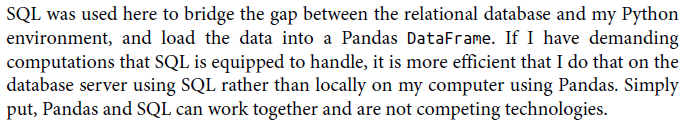 SQL was used here to bridge the gap between the relational database and my Python
environment, and load the data into a Pandas DataFrame. If I have demanding
computations that SQL is equipped to handle, it is more efficient that I do that on the
database server using SQL rather than locally on my computer using Pandas. Simply
put, Pandas and SQL can work together and are not competing technologies.